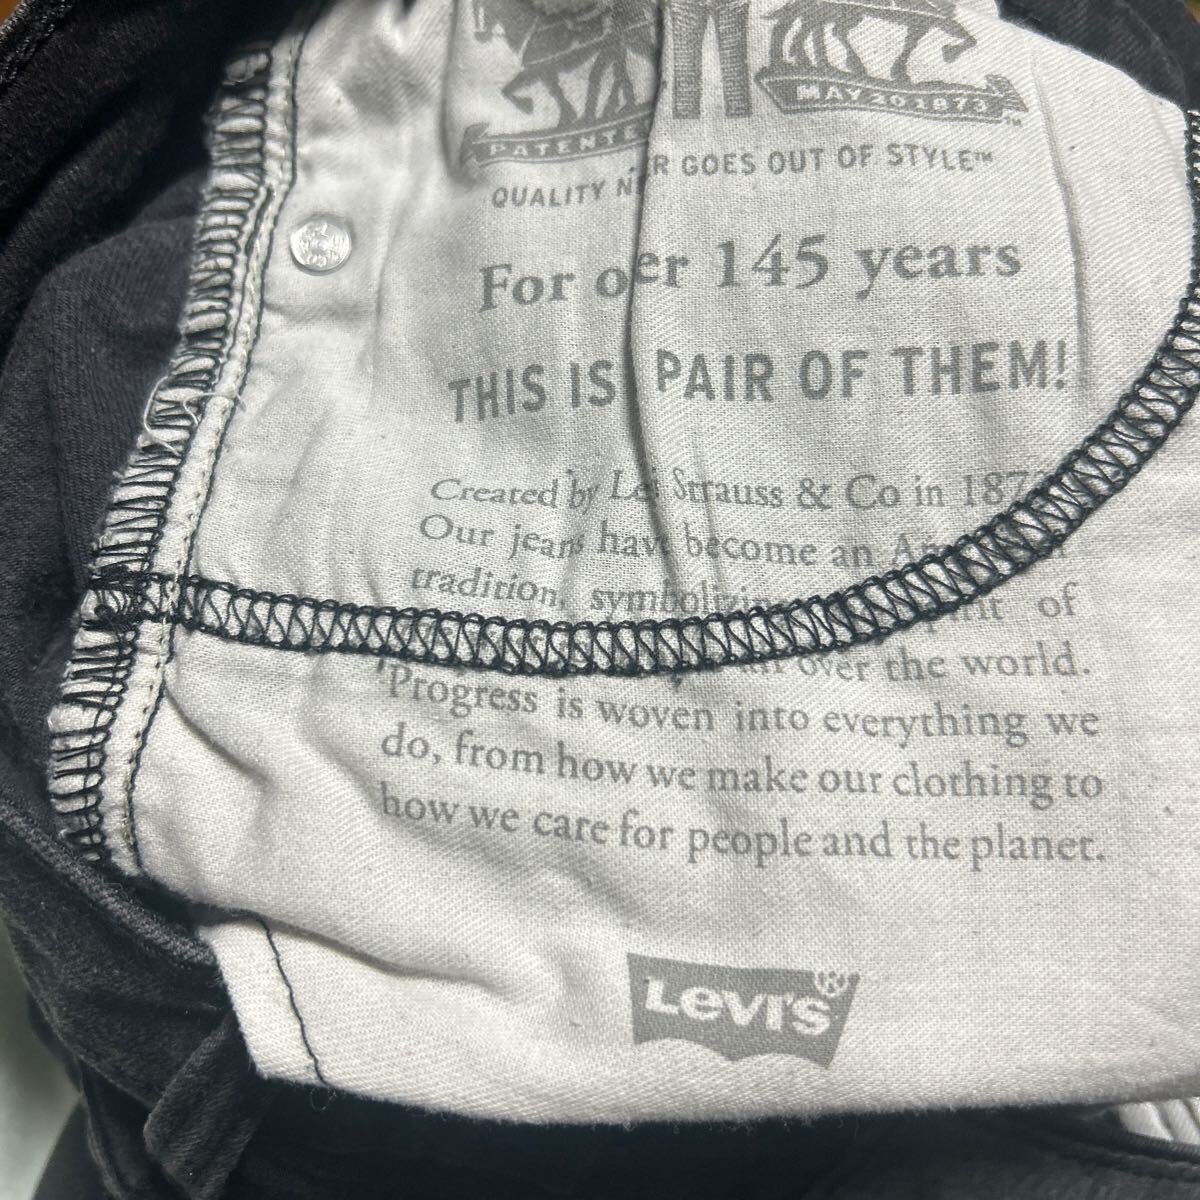 PATENTE
MAY 20 1873 ™
QUALITY N R GOES OUT OF STYLE™
For o er 145 years
THIS IS PAIR OF THEM!
Created by Le Strauss & Co in 187
Our jeans have become an
tradition, symbolizing of
over the world.
Progress is woven into everything we
do, from how we make our clothing to
how we care for people and the planet.
LEVI'S ®